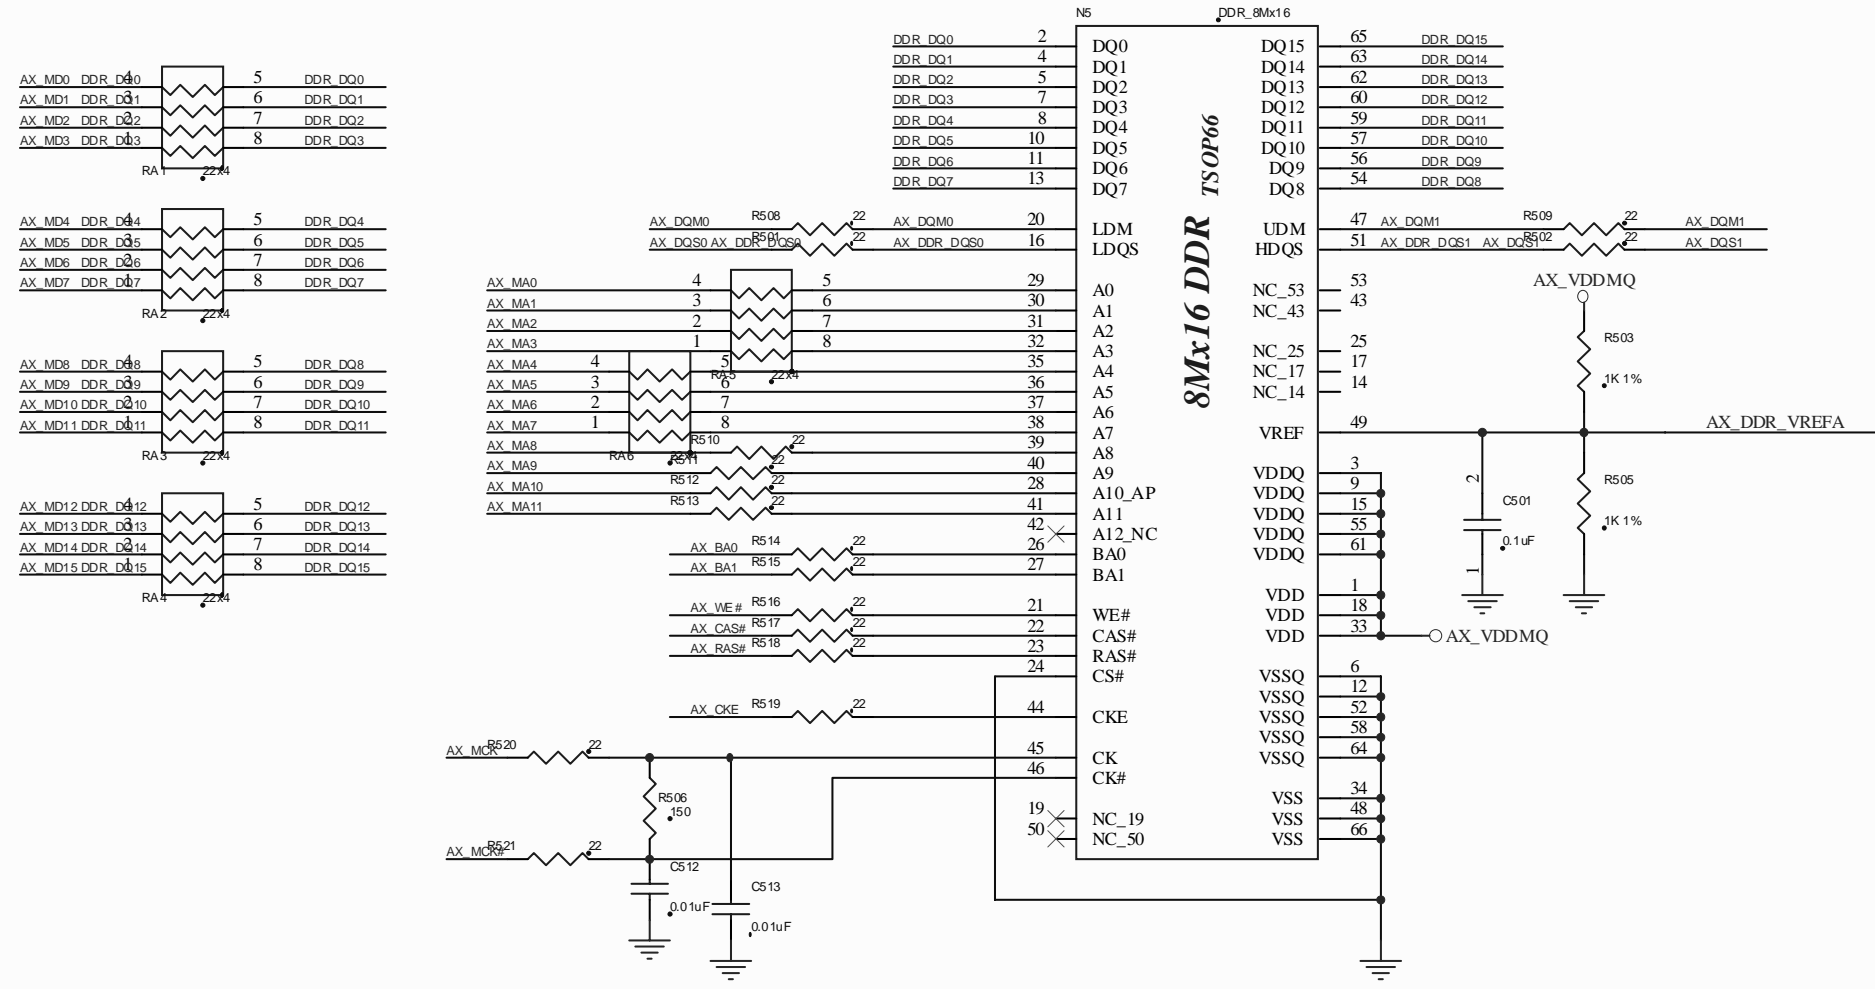 N5 DDR_8Mx16
AX_MD0 DDR_DQ0 4 5 DDR_DQ0
AX_MD1 DDR_DQ1 3 6 DDR_DQ1
AX_MD2 DDR_DQ2 2 7 DDR_DQ2
AX_MD3 DDR_DQ3 1 8 DDR_DQ3
RA1 22x4
AX_MD4 DDR_DQ4 4 5 DDR_DQ4
AX_MD5 DDR_DQ5 3 6 DDR_DQ5
AX_MD6 DDR_DQ6 2 7 DDR_DQ6
AX_MD7 DDR_DQ7 1 8 DDR_DQ7
RA2 22x4
AX_MD8 DDR_DQ8 4 5 DDR_DQ8
AX_MD9 DDR_DQ9 3 6 DDR_DQ9
AX_MD10 DDR_DQ10 2 7 DDR_DQ10
AX_MD11 DDR_DQ11 1 8 DDR_DQ11
RA3 22x4
AX_MD12 DDR_DQ12 4 5 DDR_DQ12
AX_MD13 DDR_DQ13 3 6 DDR_DQ13
AX_MD14 DDR_DQ14 2 7 DDR_DQ14
AX_MD15 DDR_DQ15 1 8 DDR_DQ15
RA4 22x4
DDR_DQ0 2 DQ0
DDR_DQ1 4 DQ1
DDR_DQ2 5 DQ2
DDR_DQ3 7 DQ3
DDR_DQ4 8 DQ4
DDR_DQ5 10 DQ5
DDR_DQ6 11 DQ6
DDR_DQ7 13 DQ7
AX_DQM0 R508 22 AX_DQM0 20 LDM
AX_DQS0 AX_DDR_DQS0 R501 22 AX_DDR_DQS0 16 LDQS
AX_MA0 4 5 29 A0
AX_MA1 3 6 30 A1
AX_MA2 2 7 31 A2
AX_MA3 1 8 32 A3
RA5 22x4
AX_MA4 4 5 35 A4
AX_MA5 3 6 36 A5
AX_MA6 2 7 37 A6
AX_MA7 1 8 38 A7
RA6 22x4
AX_MA8 R510 22 39 A8
AX_MA9 R511 22 40 A9
AX_MA10 R512 22 28 A10_AP
AX_MA11 R513 22 41 A11
42 A12_NC
AX_BA0 R514 22 26 BA0
AX_BA1 R515 22 27 BA1
AX_WE# R516 22 21 WE#
AX_CAS# R517 22 22 CAS#
AX_RAS# R518 22 23 RAS#
24 CS#
AX_CKE R519 22 44 CKE
AX_MCK R520 22 45 CK
46 CK#
R506
150
19 NC_19
50 NC_50
AX_MCK# R521 22
C512
0.01uF
C513
0.01uF
8Mx16 DDR TSOP66
DQ15 65 DDR_DQ15
DQ14 63 DDR_DQ14
DQ13 62 DDR_DQ13
DQ12 60 DDR_DQ12
DQ11 59 DDR_DQ11
DQ10 57 DDR_DQ10
DQ9 56 DDR_DQ9
DQ8 54 DDR_DQ8
UDM 47 AX_DQM1 R509 22 AX_DQM1
HDQS 51 AX_DDR_DQS1 AX_DQS1 R502 22 AX_DQS1
NC_53 53
NC_43 43
NC_25 25
NC_17 17
NC_14 14
AX_VDDMQ
R503
1K 1%
VREF 49 AX_DDR_VREFA
VDDQ 3
VDDQ 9
VDDQ 15
VDDQ 55
VDDQ 61
2 C501
0.1uF
1
R505
1K 1%
VDD 1
VDD 18
VDD 33 AX_VDDMQ
VSSQ 6
VSSQ 12
VSSQ 52
VSSQ 58
VSSQ 64
VSS 34
VSS 48
VSS 66